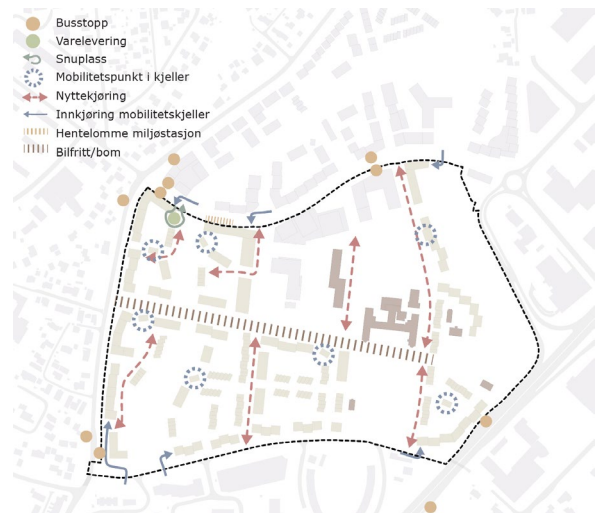 Busstopp
Varelevering
Snuplass
Mobilitetspunkt i kjeller
Nyttekjøring
Innkjøring mobilitetskjeller
Hentelomme miljøstasjon
Bilfritt/bom